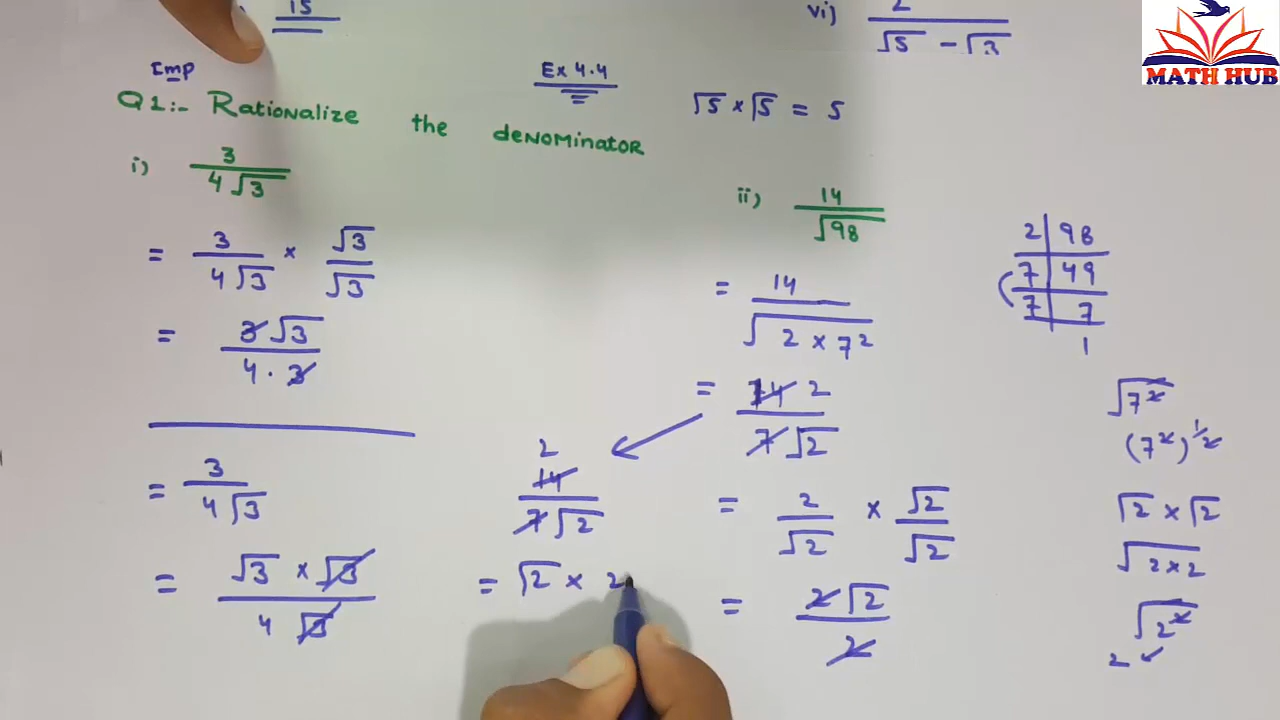 15
vi) 2 / √5 − √3
MATH HUB
Imp
Ex 4.4
Q1:- Rationalize the denominator
√5 × √5 = 5
i) 3 / 4√3
= 3 / 4√3 × √3 / √3
= 3√3 / 4 · 3
= 3 / 4√3
= √3 × √3 / 4 √3
2
14 / 7√2
= √2 × 2
ii) 14 / √98
= 14 / √2 × 7²
= 14 2 / 7√2
= 2 / √2 × √2 / √2
= 2√2 / 2
2 | 98
7 | 49
7 | 7
1
√7²
(7²)^1/2
√2 × √2
√2×2
√2²
2 ↙